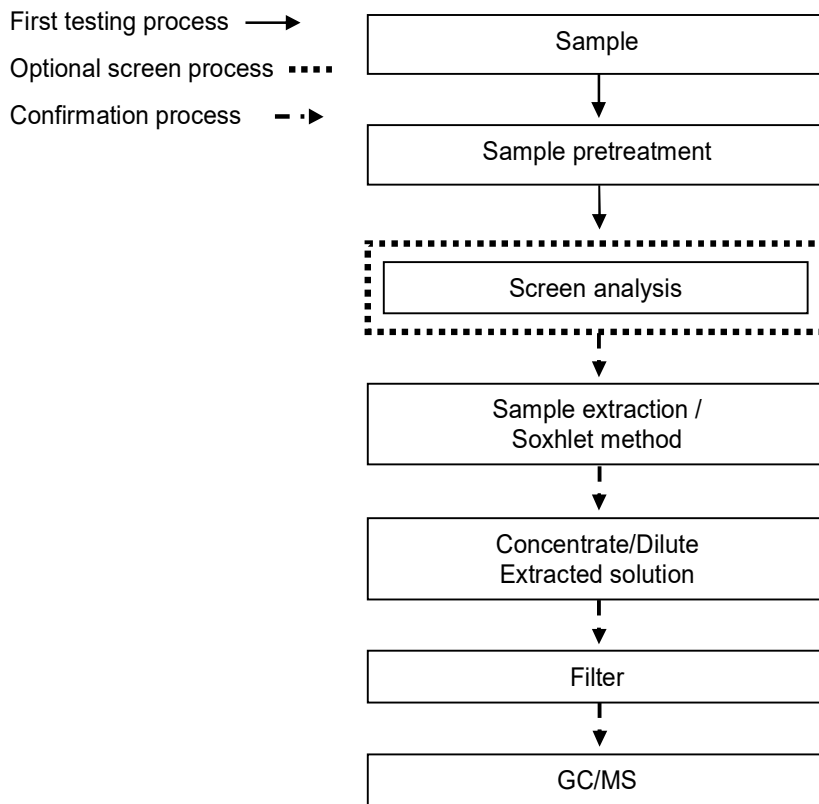 First testing process
Optional screen process
Confirmation process
Sample
Sample pretreatment
Screen analysis
Sample extraction /
Soxhlet method
Concentrate/Dilute
Extracted solution
Filter
GC/MS